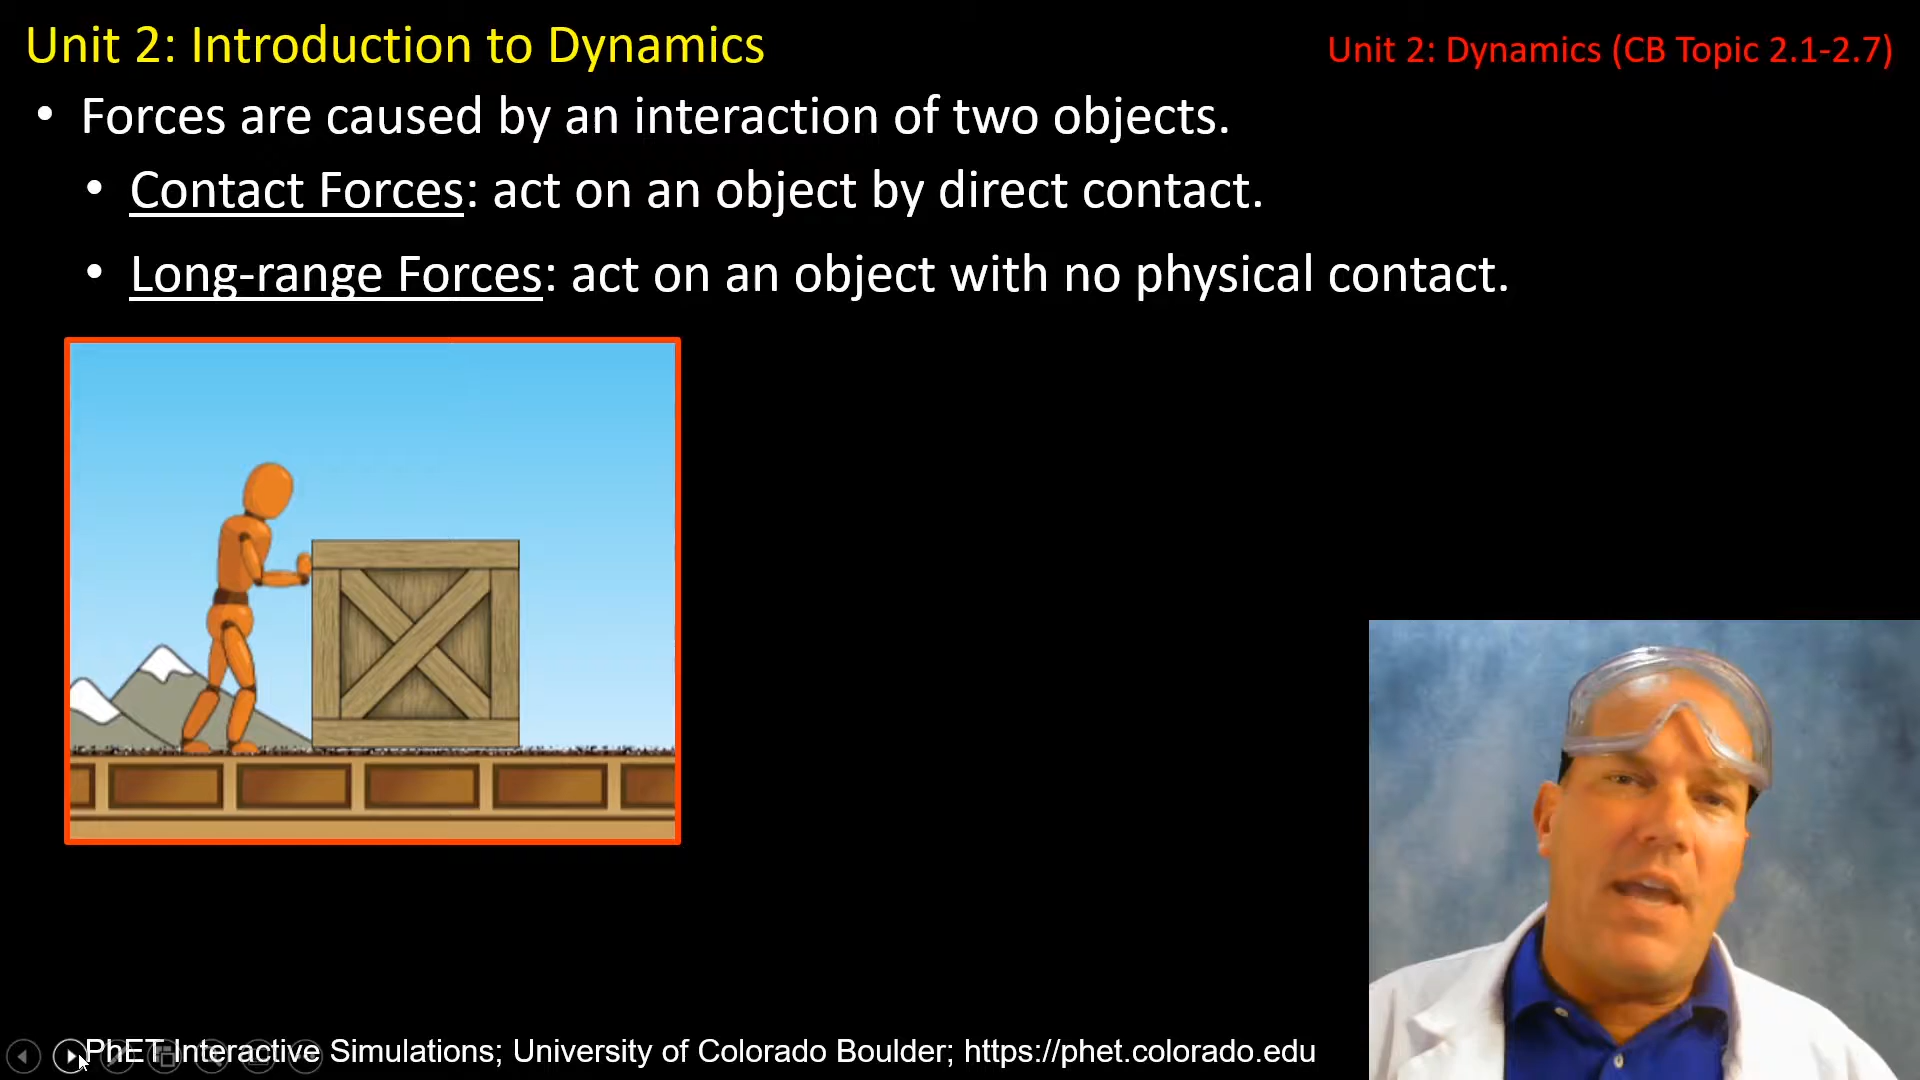 Unit 2: Introduction to Dynamics
Unit 2: Dynamics (CB Topic 2.1-2.7)
• Forces are caused by an interaction of two objects.
• Contact Forces: act on an object by direct contact.
• Long-range Forces: act on an object with no physical contact.
PhET Interactive Simulations; University of Colorado Boulder; https://phet.colorado.edu